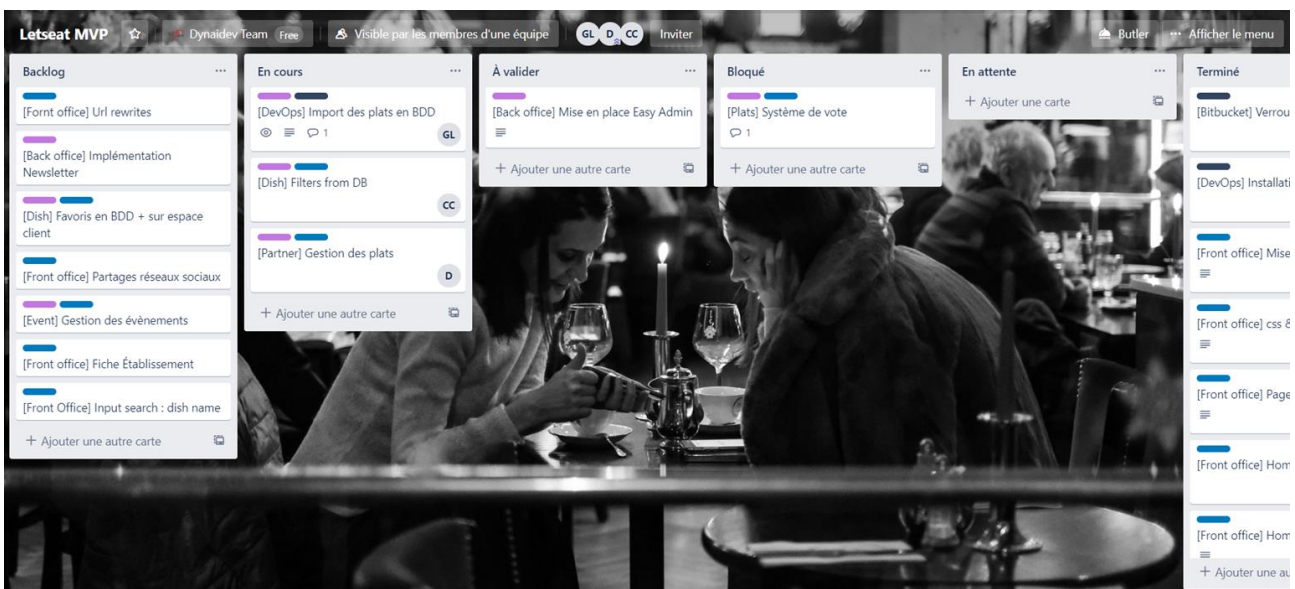 Letseat MVP
Dynaidev Team Free
Visible par les membres d'une équipe
GL D CC
Inviter
Butler
Afficher le menu
Backlog
[Fornt office] Url rewrites
[Back office] Implémentation
Newsletter
[Dish] Favoris en BDD + sur espace
client
[Front office] Partages réseaux sociaux
[Event] Gestion des évènements
[Front office] Fiche Établissement
[Front Office] Input search : dish name
+ Ajouter une autre carte
En cours
[DevOps] Import des plats en BDD
1
GL
[Dish] Filters from DB
CC
[Partner] Gestion des plats
D
+ Ajouter une autre carte
À valider
[Back office] Mise en place Easy Admin
+ Ajouter une autre carte
Bloqué
[Plats] Système de vote
1
+ Ajouter une autre carte
En attente
+ Ajouter une carte
Terminé
[Bitbucket] Verrou
[DevOps] Installati
[Front office] Mise
[Front office] css &
[Front office] Page
[Front office] Hom
[Front office] Hom
+ Ajouter une au